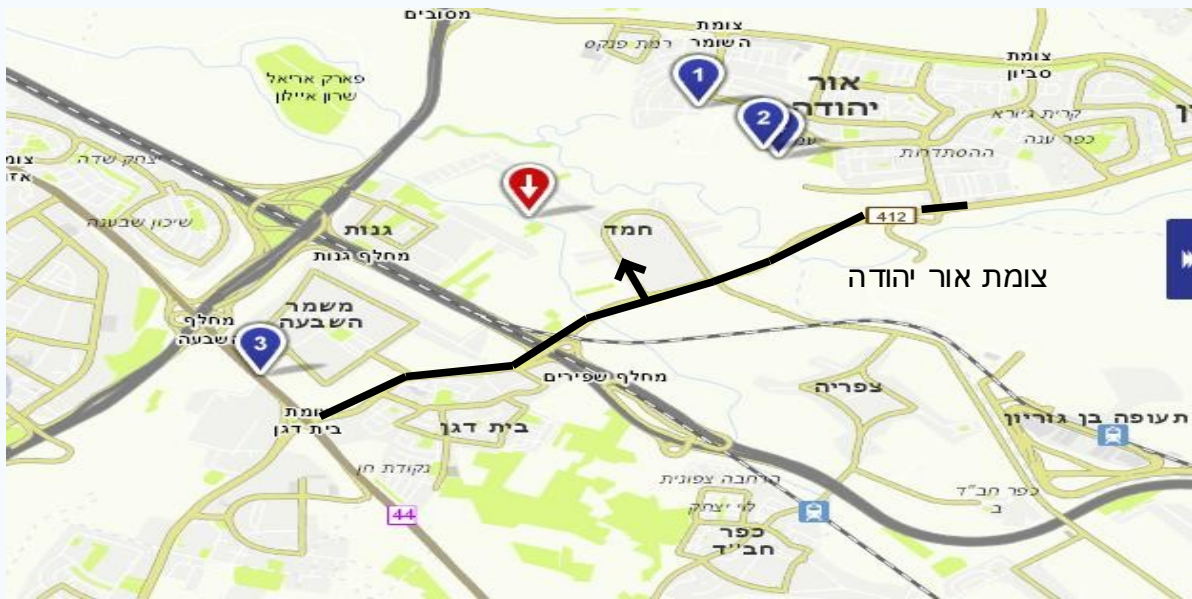 מסובים
צומת
השומר
רמת פנקס
צומת
סביון
פארק אריאל
שרון איילון
1
אור
יהודה
2
קרית גיורא
כפר ענה
ההסתדרות
יצחק שדה
שיכון שבענה
גנות
מחלף גנות
חמד
412
צומת אור יהודה
משמר
השבעה
מחלף
השבעה
3
מחלף שפירים
צפריה
צומת
בית דגן
בית דגן
תעופה בן גוריון
נקודת חן
44
הרחבה צפונית
לוי יצחק
כפר
חב"ד
כפר חב"ד
ב